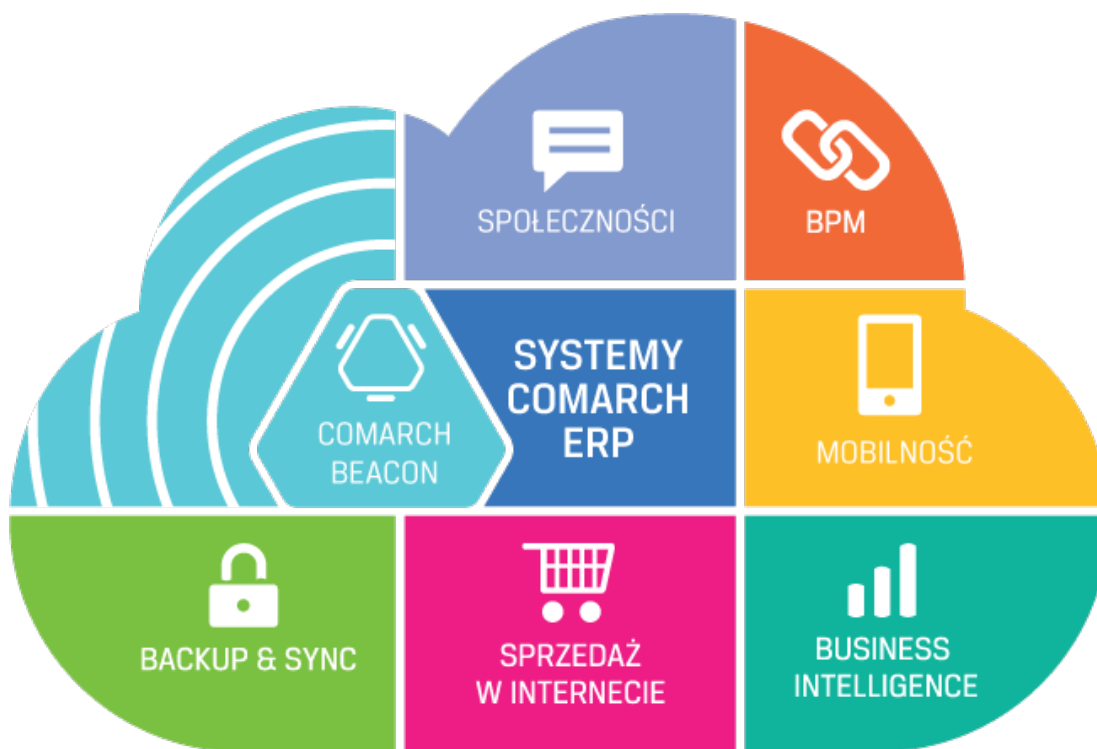 SPOŁECZNOŚCI
BPM
COMARCH
BEACON
SYSTEMY
COMARCH
ERP
MOBILNOŚĆ
BACKUP & SYNC
SPRZEDAŻ
W INTERNECIE
BUSINESS
INTELLIGENCE